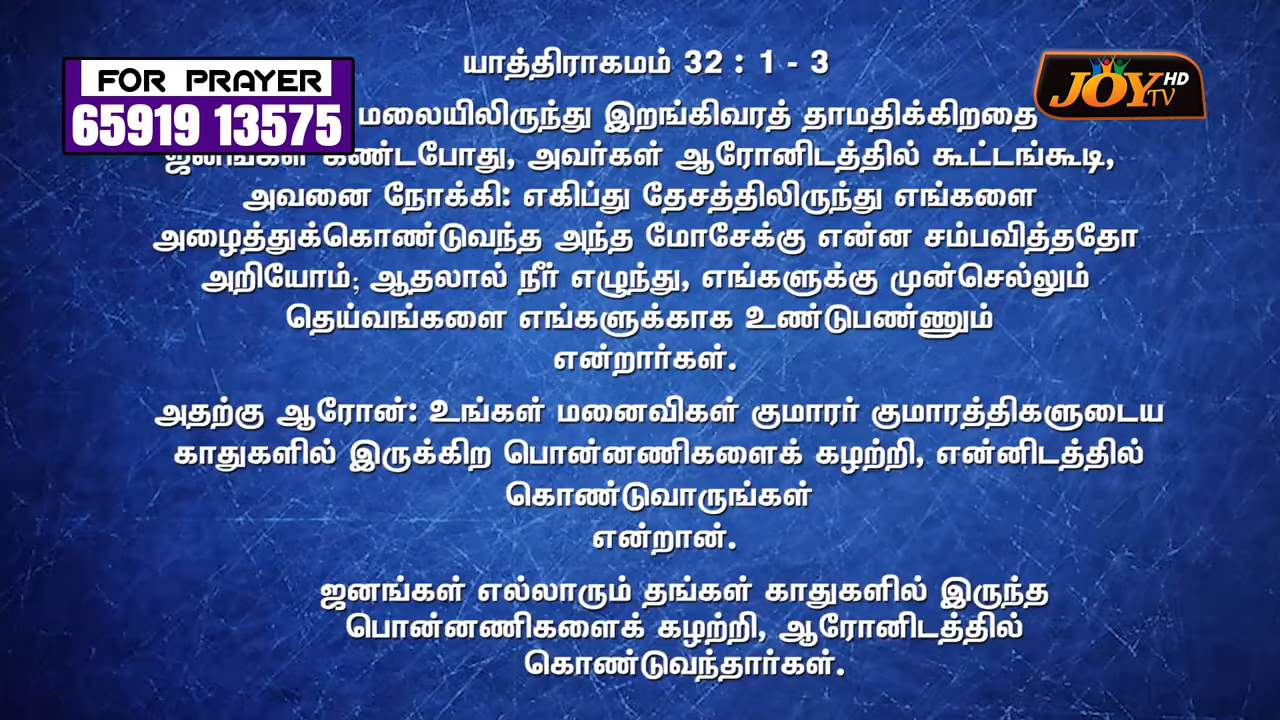 யாத்திராகமம் 32 : 1 - 3
FOR PRAYER
65919 13575
JOY TV HD
மலையிலிருந்து இறங்கிவரத் தாமதிக்கிறதை
கண்டபோது, அவர்கள் ஆரோனிடத்தில் கூட்டங்கூடி,
அவனை நோக்கி: எகிப்து தேசத்திலிருந்து எங்களை
அழைத்துக்கொண்டுவந்த அந்த மோசேக்கு என்ன சம்பவித்ததோ
அறியோம்; ஆதலால் நீர் எழுந்து, எங்களுக்கு முன்செல்லும்
தெய்வங்களை எங்களுக்காக உண்டுபண்ணும்
என்றார்கள்.
அதற்கு ஆரோன்: உங்கள் மனைவிகள் குமாரர் குமாரத்திகளுடைய
காதுகளில் இருக்கிற பொன்னணிகளைக் கழற்றி, என்னிடத்தில்
கொண்டுவாருங்கள்
என்றான்.
ஜனங்கள் எல்லாரும் தங்கள் காதுகளில் இருந்த
பொன்னணிகளைக் கழற்றி, ஆரோனிடத்தில்
கொண்டுவந்தார்கள்.